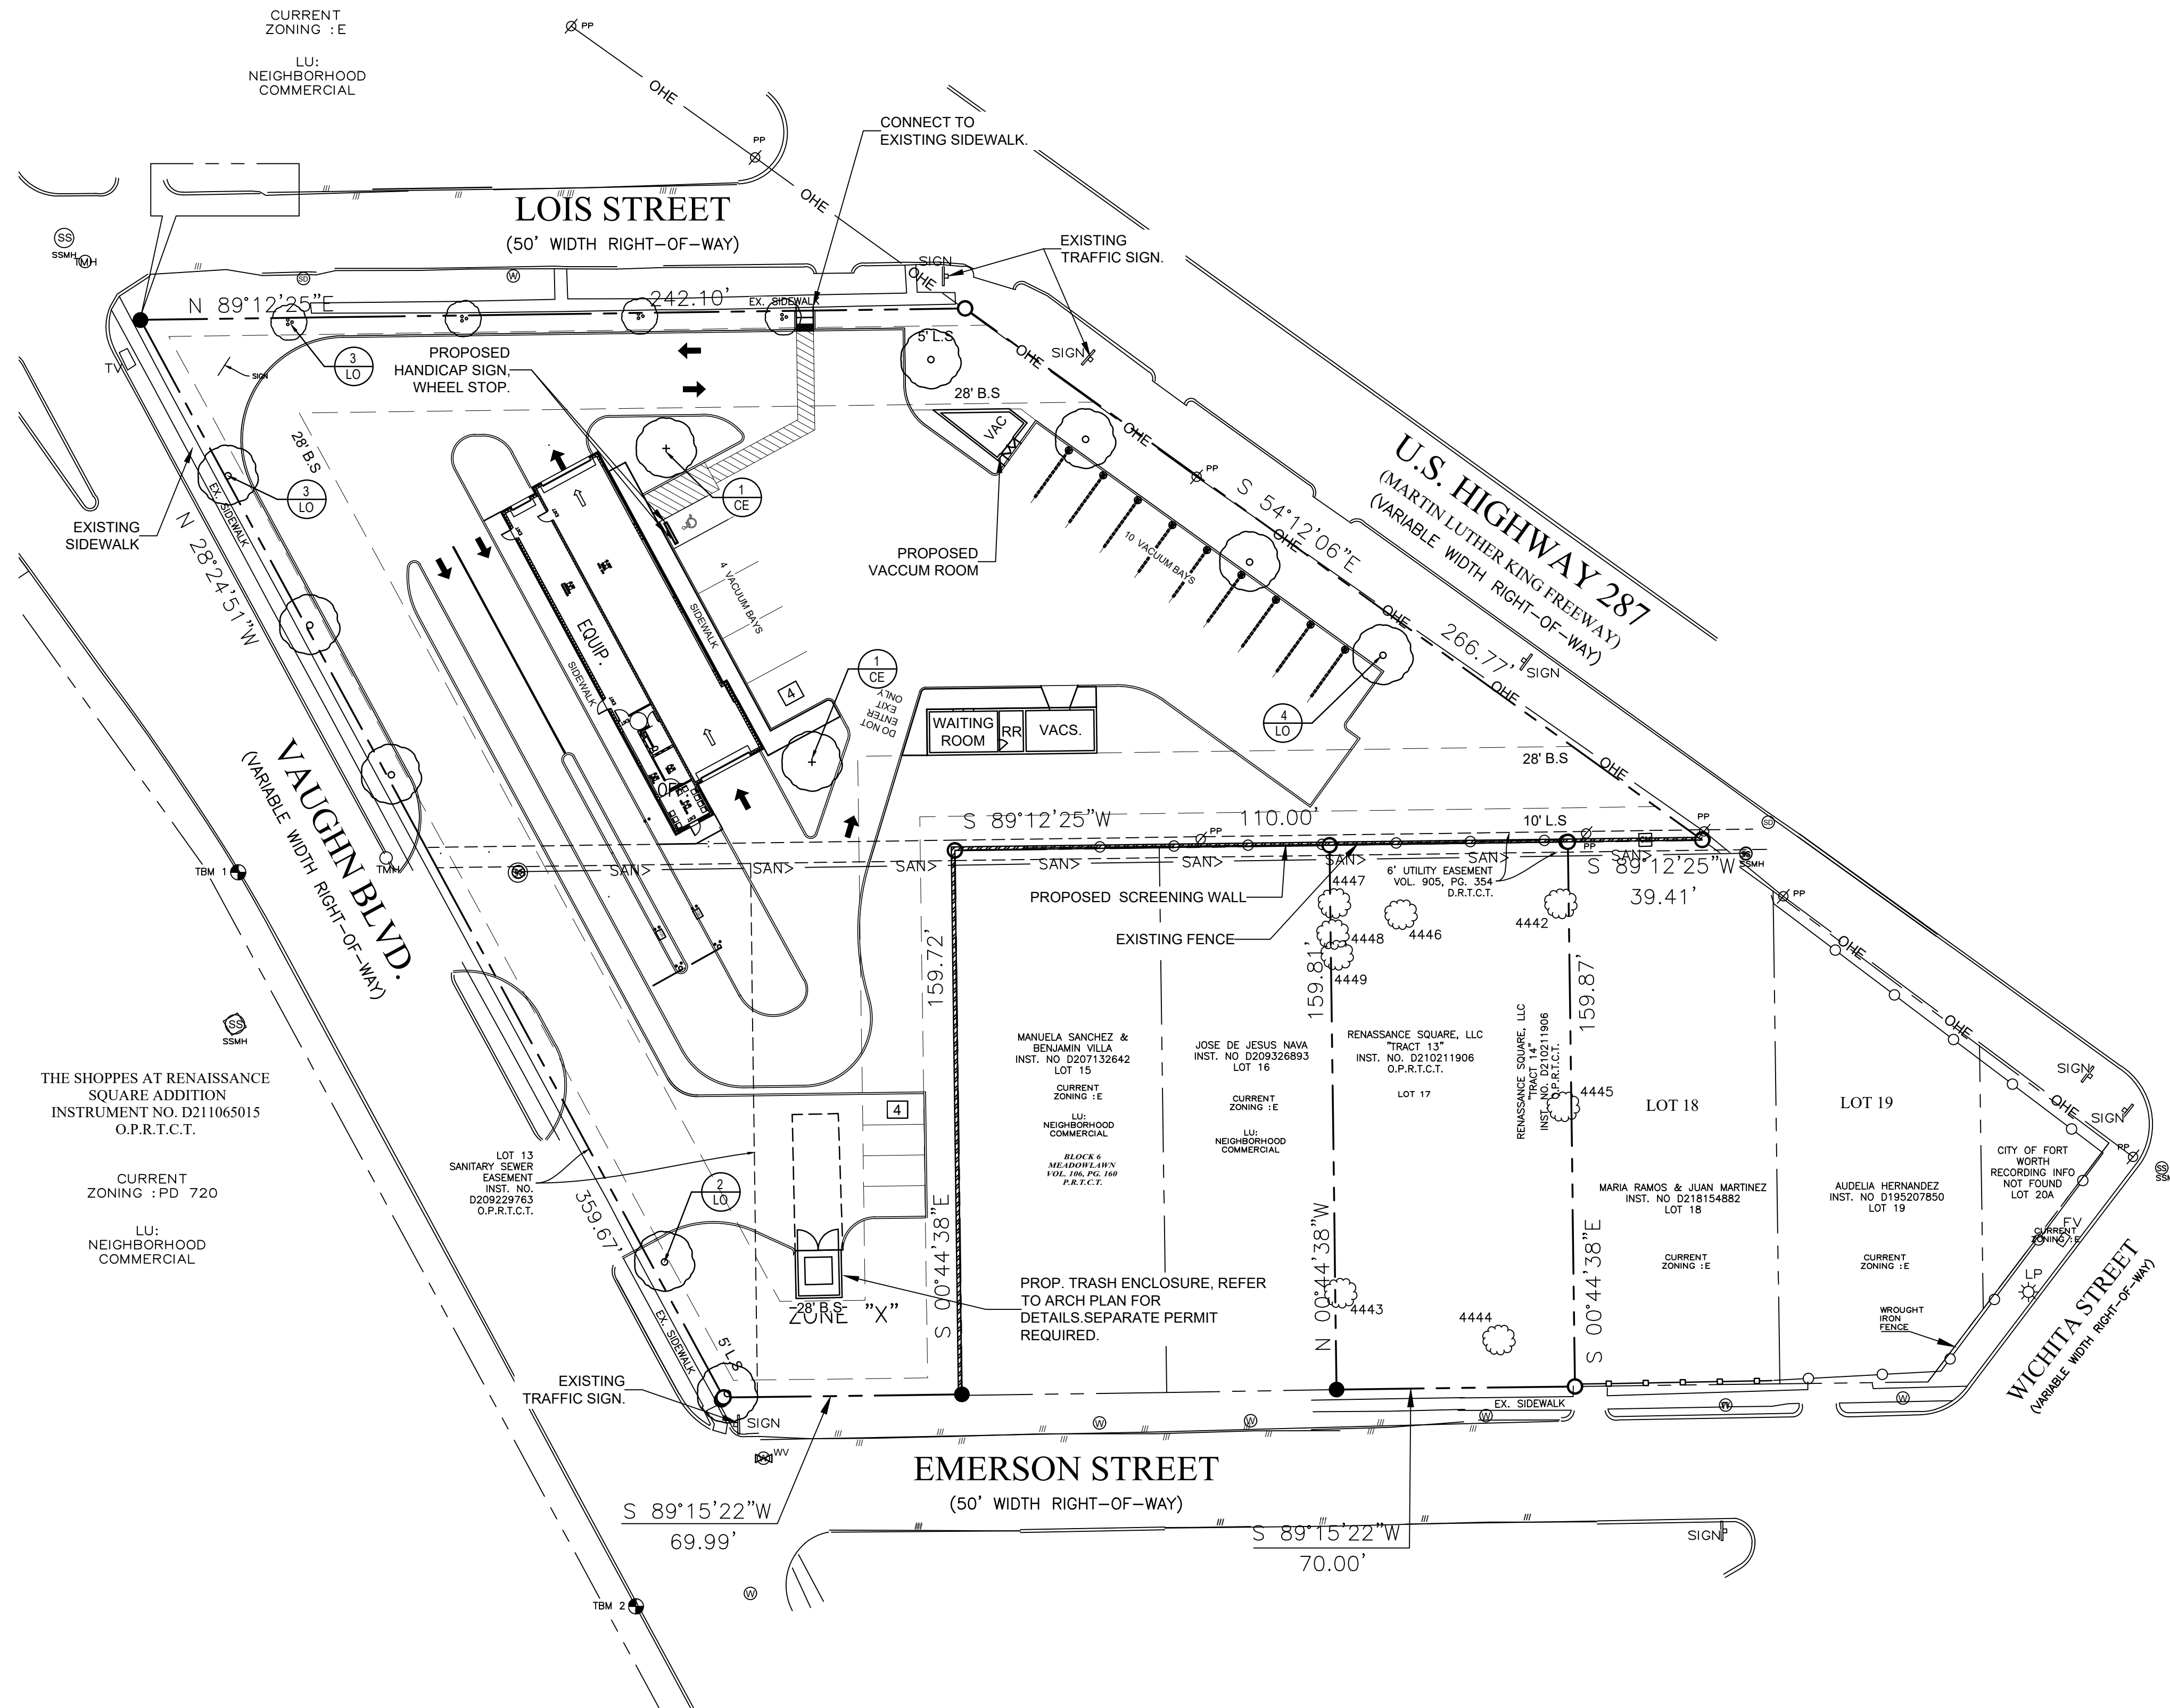 CURRENT
ZONING :E
LU:
NEIGHBORHOOD
COMMERCIAL
PP
OHE
PP
OHE
CONNECT TO
EXISTING SIDEWALK.
LOIS STREET
(50' WIDTH RIGHT-OF-WAY)
EXISTING
TRAFFIC SIGN.
SS
SSMH
TMH
SD
W
SIGN
OHE
N 89°12'25"E
242.10'
EX. SIDEWALK
3
LO
TV
SIGN
PROPOSED
HANDICAP SIGN,
WHEEL STOP.
5' L.S
OHE
SIGN
28' B.S
VAC
28' B.S
OHE
PP
3
LO
1
CE
EXISTING
SIDEWALK
EX. SIDEWALK
N 28°24'51"W
S 54°12'06"E
OHE
266.77'
U.S. HIGHWAY 287
(MARTIN LUTHER KING FREEWAY)
(VARIABLE WIDTH RIGHT-OF-WAY)
PROPOSED
VACCUM ROOM
10 VACUUM BAYS
4 VACUUM BAYS
SIDEWALK
EQUIP.
SIDEWALK
4
1
CE
DO NOT
ENTER
EXIT
ONLY
WAITING
ROOM
RR
VACS.
4
LO
OHE
OHE
SIGN
28' B.S
OHE
VAUGHN BLVD.
(VARIABLE WIDTH RIGHT-OF-WAY)
TMH
TBM 1
S 89°12'25"W
110.00'
PP
10' L.S
PP
PP
SD
SAN>
SAN>
SAN>
SAN>
SAN>
SAN>
SAN>
SAN>
SSMH
S 89°12'25"W
39.41'
6' UTILITY EASEMENT
VOL. 905, PG. 354
D.R.T.C.T.
PROPOSED SCREENING WALL
EXISTING FENCE
4447
4448
4449
4446
4442
PP
OHE
OHE
OHE
159.72'
159.81'
159.87'
SS
SSMH
THE SHOPPES AT RENAISSANCE
SQUARE ADDITION
INSTRUMENT NO. D211065015
O.P.R.T.C.T.
CURRENT
ZONING :PD 720
LU:
NEIGHBORHOOD
COMMERCIAL
MANUELA SANCHEZ &
BENJAMIN VILLA
INST. NO D207132642
LOT 15
CURRENT
ZONING :E
LU:
NEIGHBORHOOD
COMMERCIAL
BLOCK 6
MEADOWLAWN
VOL. 106, PG. 160
P.R.T.C.T.
JOSE DE JESUS NAVA
INST. NO D209326893
LOT 16
CURRENT
ZONING :E
LU:
NEIGHBORHOOD
COMMERCIAL
RENASSANCE SQUARE, LLC
"TRACT 13"
INST. NO. D210211906
O.P.R.T.C.T.
LOT 17
RENASSANCE SQUARE, LLC
"TRACT 14"
INST. NO. D210211906
O.P.R.T.C.T.
4445
LOT 18
LOT 19
SIGN
SIGN
PP
SS
CITY OF FORT
WORTH
RECORDING INFO
NOT FOUND
LOT 20A
CURRENT
ZONING :E
FV
LP
MARIA RAMOS & JUAN MARTINEZ
INST. NO D218154882
LOT 18
CURRENT
ZONING :E
AUDELIA HERNANDEZ
INST. NO D195207850
LOT 19
CURRENT
ZONING :E
WROUGHT
IRON
FENCE
WICHITA STREET
(VARIABLE WIDTH RIGHT-OF-WAY)
4
LOT 13
SANITARY SEWER
EASEMENT
INST. NO.
D209229763
O.P.R.T.C.T.
2
LO
359.67'
S 00°44'38"E
N 00°44'38"W
S 00°44'38"E
PROP. TRASH ENCLOSURE, REFER
TO ARCH PLAN FOR
DETAILS.SEPARATE PERMIT
REQUIRED.
28' B.S
ZONE "X"
4443
4444
EX. SIDEWALK
5' L.S
EXISTING
TRAFFIC SIGN.
SIGN
WV
W
W
W
W
EX. SIDEWALK
EMERSON STREET
(50' WIDTH RIGHT-OF-WAY)
S 89°15'22"W
69.99'
S 89°15'22"W
70.00'
SIGN
W
TBM 2